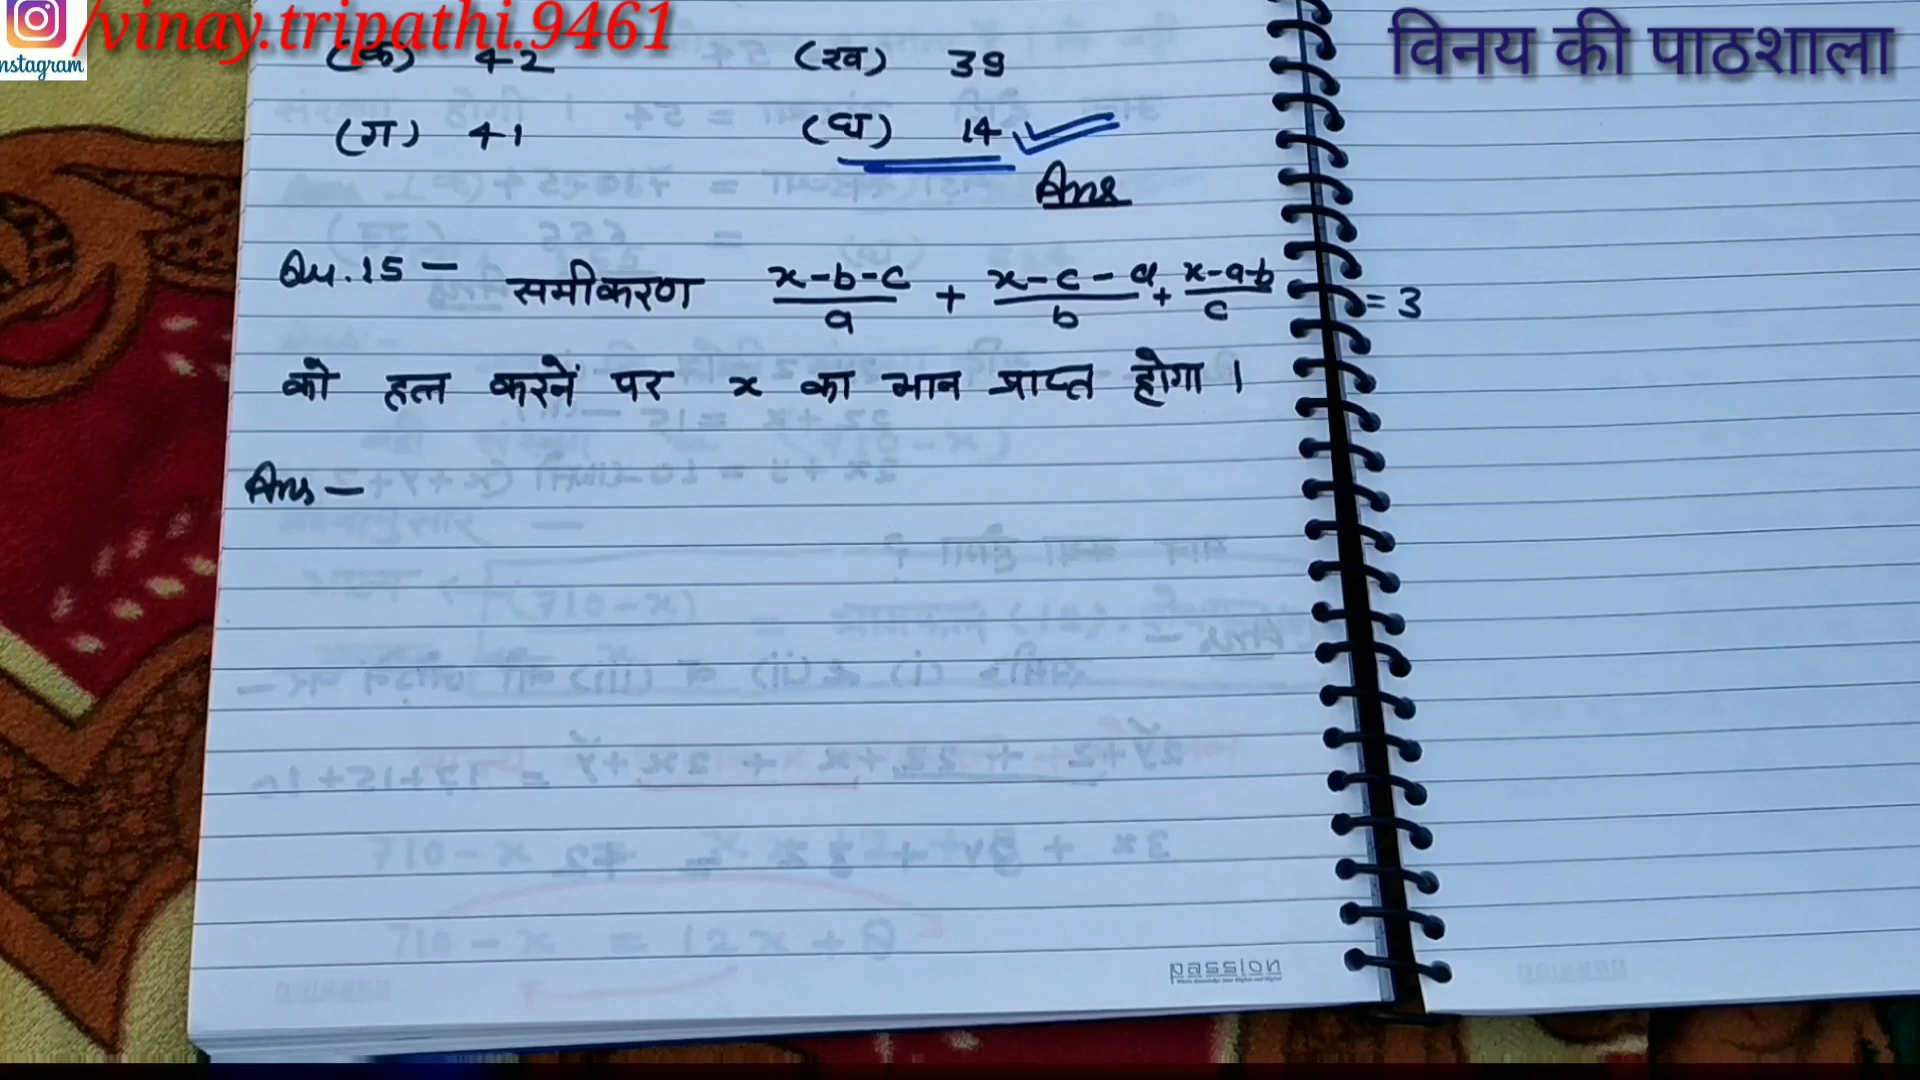 /vinay.tripathi.9461
Instagram
विनय की पाठशाला
(क) 42 (ख) 39
(ग) 41 (घ) 14
Ans
Qu.15 - समीकरण x-b-c/a + x-c-a/b + x-a-b/c = 3
को हल करनें पर x का मान प्राप्त होगा ।
Ans -
passion